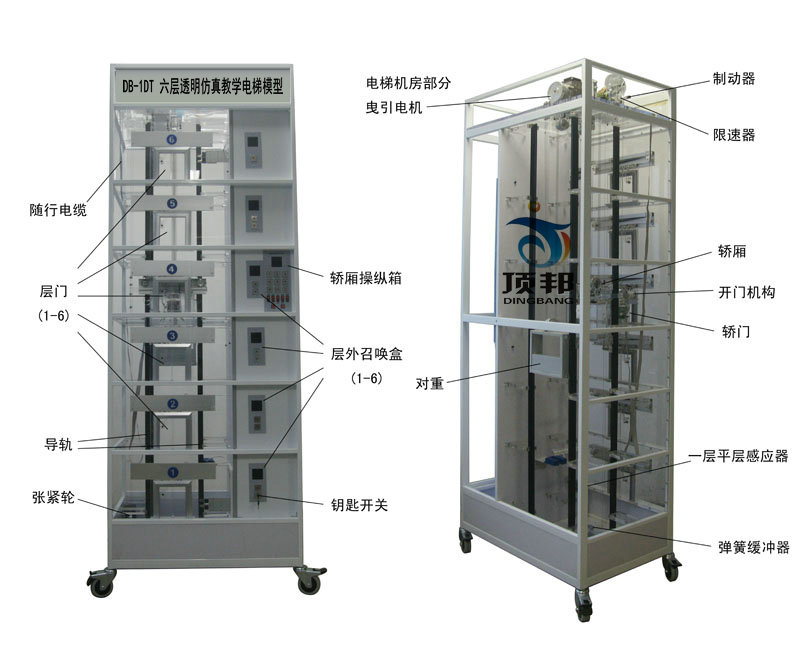 DB-1DT 六层透明仿真教学电梯模型
6
5
4
3
2
1
随行电缆
层门
(1-6)
导轨
张紧轮
轿厢操纵箱
层外召唤盒
(1-6)
钥匙开关
电梯机房部分
曳引电机
制动器
限速器
顶邦
DINGBANG
轿厢
开门机构
轿门
对重
一层平层感应器
弹簧缓冲器